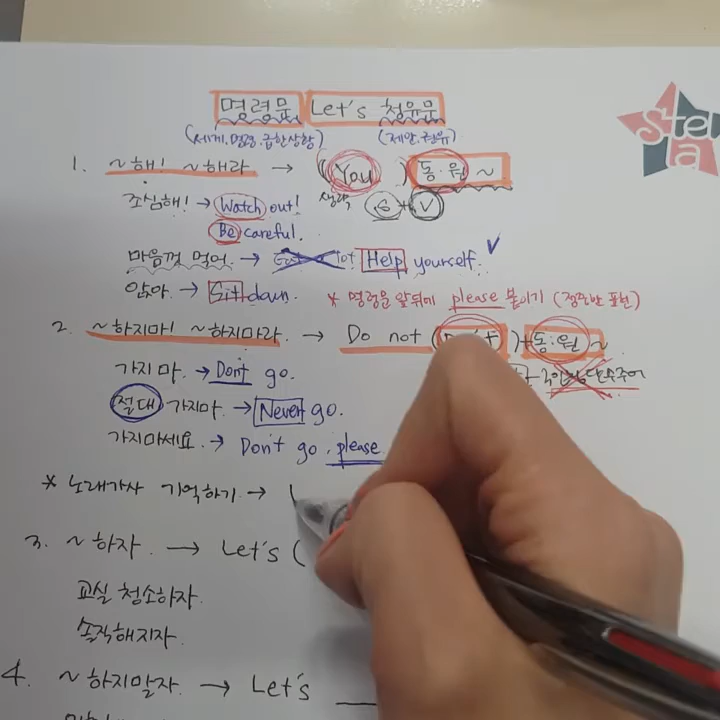 명령문 Let's 청유문
(세게, 명령, 급한상황) (제안, 권유)
Stella
1. ~해! ~해라 → (You) 동·원 ~
생략 S + V
조심해! → Watch out!
Be careful.
마음껏 먹어. → lot Help yourself. V
앉아. → Sit down.
* 명령문 앞뒤에 please 붙이기 (정중한 표현)
2. ~하지마! ~하지마라. → Do not (Don't) + 동·원 ~
가지마. → Don't go.
절대 가지마. → Never go.
가지마세요. → Don't go, please
* 노래가사 기억하기 →
3. ~하자. → Let's (
교실 청소하자.
솔직해지자.
4. ~하지말자. → Let's